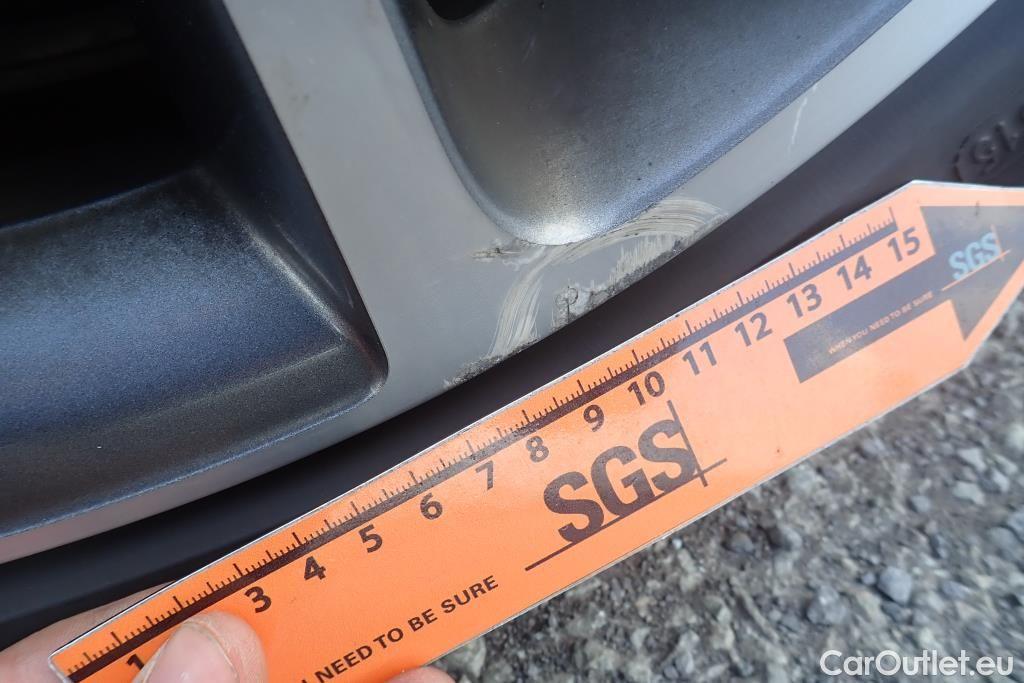 1 3 4 5 6 7 8 9 10 11 12 13 14 15
SGS
WHEN YOU NEED TO BE SURE
SGS
NEED TO BE SURE
CarOutlet.eu